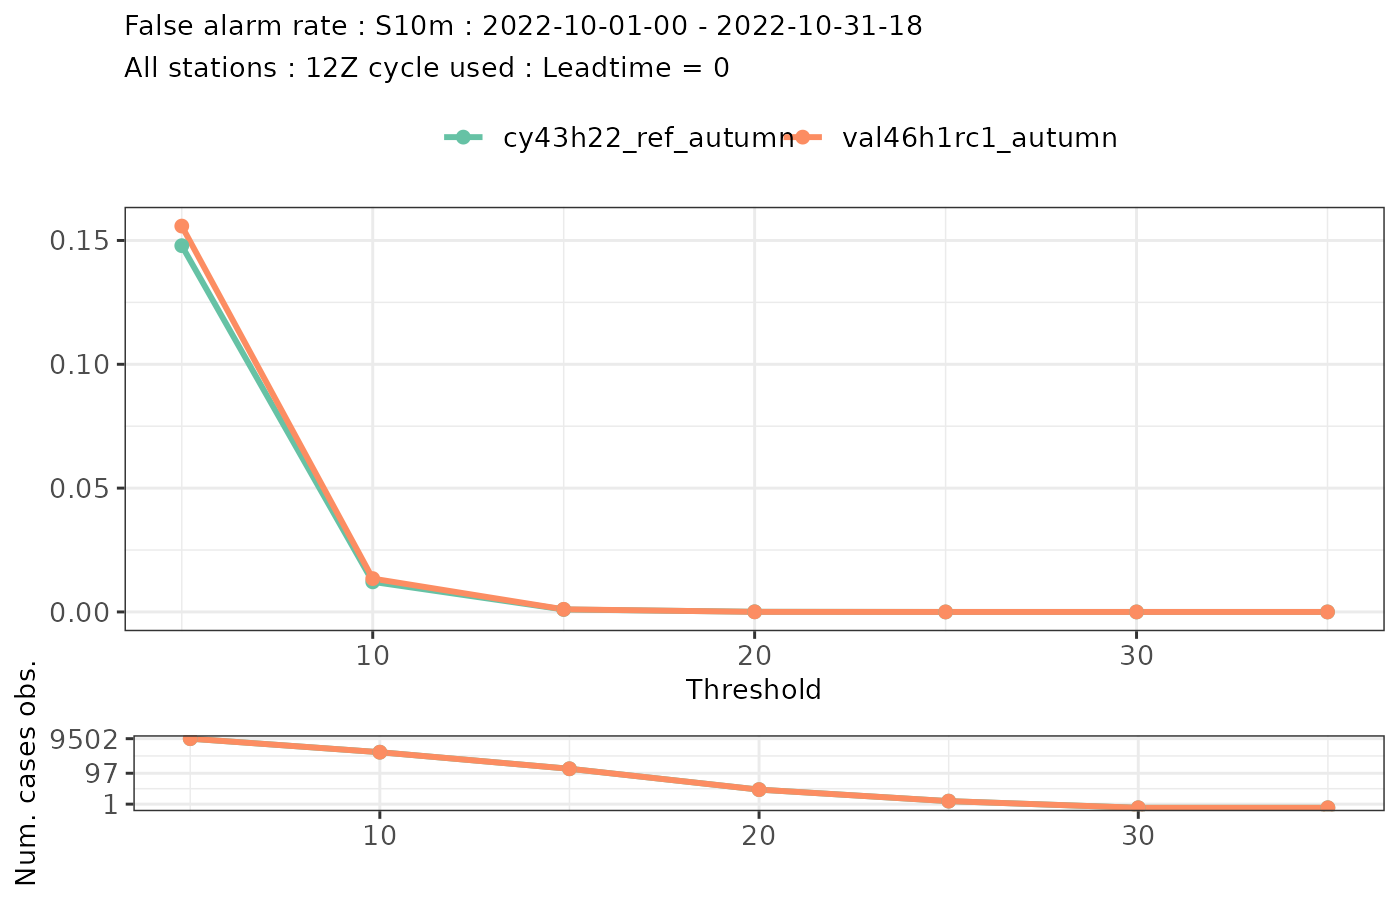 False alarm rate : S10m : 2022-10-01-00 - 2022-10-31-18
All stations : 12Z cycle used : Leadtime = 0
cy43h22_ref_autumn val46h1rc1_autumn
0.15
0.10
0.05
0.00
10 20 30
Threshold
Num. cases obs.
9502
97
1
10 20 30